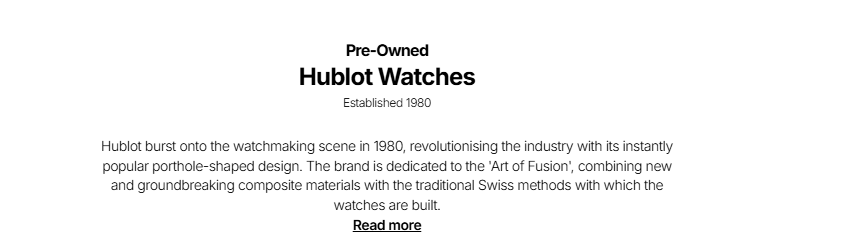 Pre-Owned
Hublot Watches
Established 1980
Hublot burst onto the watchmaking scene in 1980, revolutionising the industry with its instantly
popular porthole-shaped design. The brand is dedicated to the 'Art of Fusion', combining new
and groundbreaking composite materials with the traditional Swiss methods with which the
watches are built.
Read more